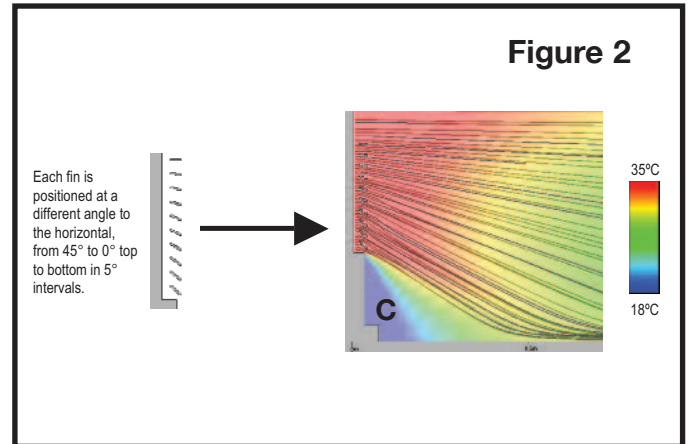 Figure 2
Each fin is
positioned at a
different angle to
the horizontal,
from 45° to 0° top
to bottom in 5°
intervals.
C
35ºC
18ºC